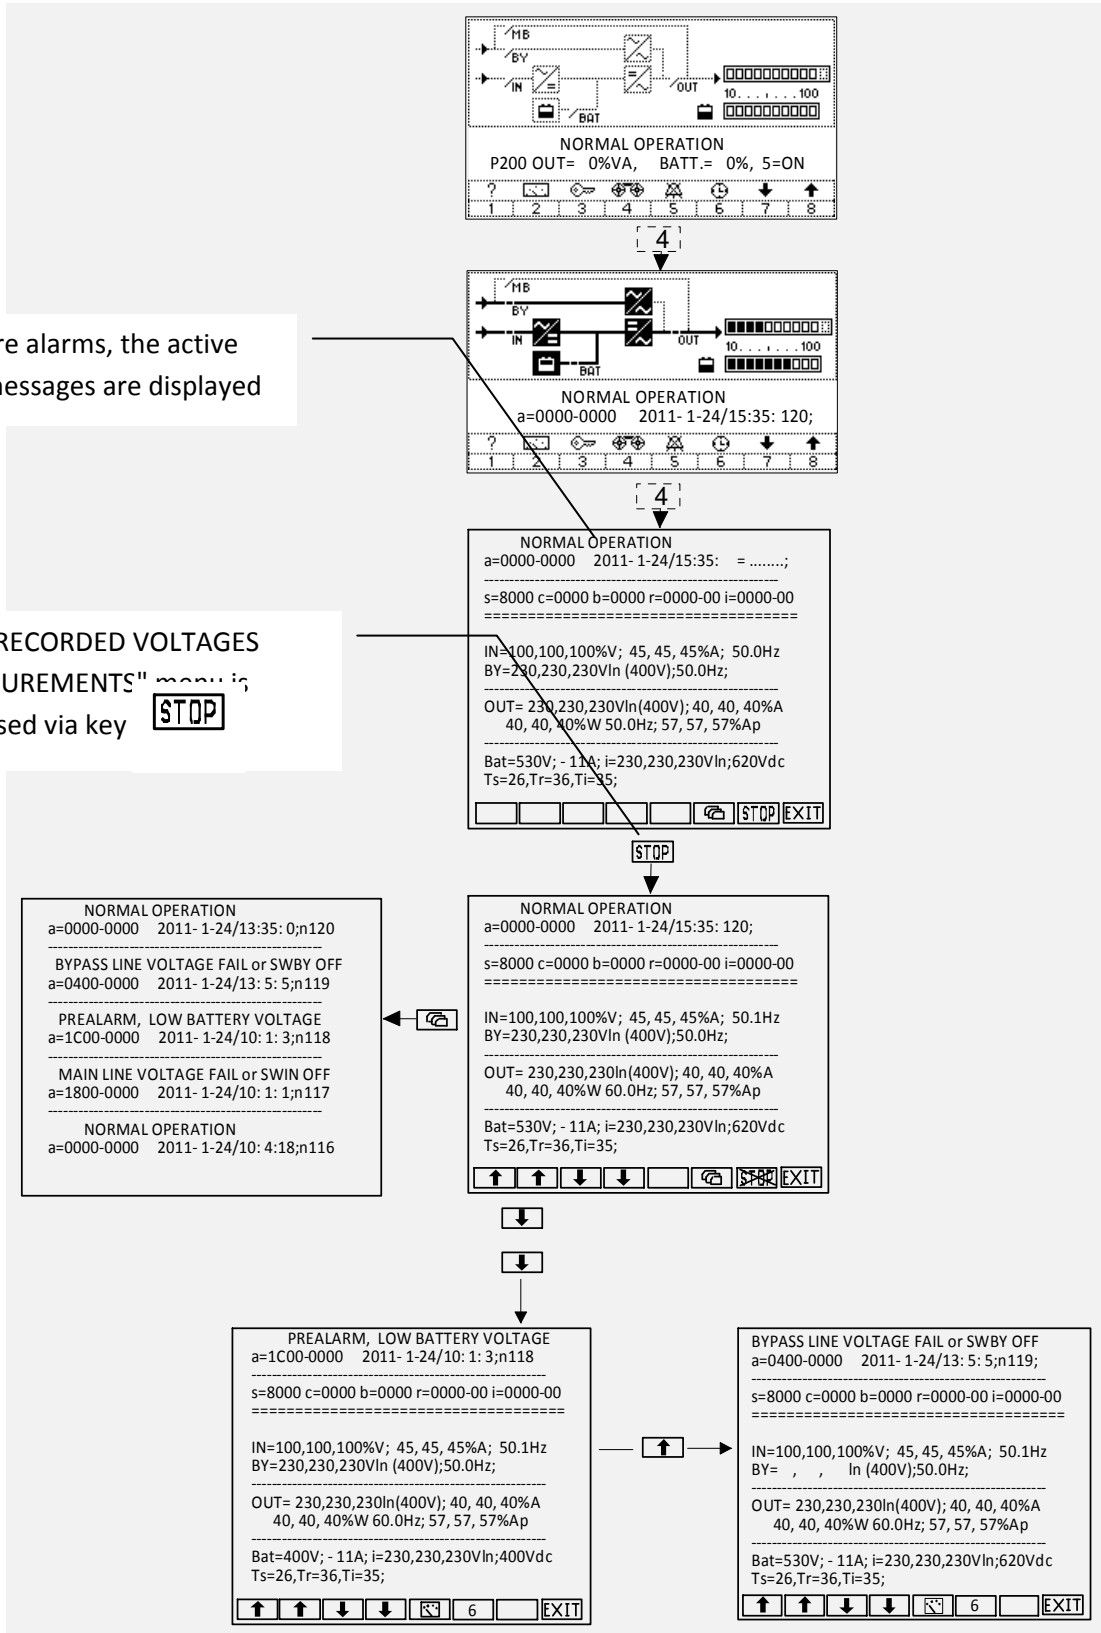 /MB
/BY
/IN
/OUT
/BAT
10. . . . . . . 100
NORMAL OPERATION
P200 OUT= 0%VA, BATT.= 0%, 5=ON
?
1 2 3 4 5 6 7 8
4
/MB
BY
IN
OUT
BAT
10. . . . . . . 100
NORMAL OPERATION
a=0000-0000 2011- 1-24/15:35: 120;
?
1 2 3 4 5 6 7 8
re alarms, the active
nessages are displayed
4
NORMAL OPERATION
a=0000-0000 2011- 1-24/15:35: = ........;
s=8000 c=0000 b=0000 r=0000-00 i=0000-00
====================================
IN=100,100,100%V; 45, 45, 45%A; 50.0Hz
BY=230,230,230Vln (400V);50.0Hz;
OUT= 230,230,230Vln(400V); 40, 40, 40%A
40, 40, 40%W 50.0Hz; 57, 57, 57%Ap
Bat=530V; - 11A; i=230,230,230Vln;620Vdc
Ts=26,Tr=36,Ti=35;
STOP EXIT
RECORDED VOLTAGES
UREMENTS" menu is
sed via key STOP
STOP
NORMAL OPERATION
a=0000-0000 2011- 1-24/15:35: 120;
s=8000 c=0000 b=0000 r=0000-00 i=0000-00
====================================
IN=100,100,100%V; 45, 45, 45%A; 50.1Hz
BY=230,230,230Vln (400V);50.0Hz;
OUT= 230,230,230ln(400V); 40, 40, 40%A
40, 40, 40%W 60.0Hz; 57, 57, 57%Ap
Bat=530V; - 11A; i=230,230,230Vln;620Vdc
Ts=26,Tr=36,Ti=35;
STOP EXIT
NORMAL OPERATION
a=0000-0000 2011- 1-24/13:35: 0;n120
BYPASS LINE VOLTAGE FAIL or SWBY OFF
a=0400-0000 2011- 1-24/13: 5: 5;n119
PREALARM, LOW BATTERY VOLTAGE
a=1C00-0000 2011- 1-24/10: 1: 3;n118
MAIN LINE VOLTAGE FAIL or SWIN OFF
a=1800-0000 2011- 1-24/10: 1: 1;n117
NORMAL OPERATION
a=0000-0000 2011- 1-24/10: 4:18;n116
PREALARM, LOW BATTERY VOLTAGE
a=1C00-0000 2011- 1-24/10: 1: 3;n118
s=8000 c=0000 b=0000 r=0000-00 i=0000-00
====================================
IN=100,100,100%V; 45, 45, 45%A; 50.1Hz
BY=230,230,230Vln (400V);50.0Hz;
OUT= 230,230,230ln(400V); 40, 40, 40%A
40, 40, 40%W 60.0Hz; 57, 57, 57%Ap
Bat=400V; - 11A; i=230,230,230Vln;400Vdc
Ts=26,Tr=36,Ti=35;
6 EXIT
BYPASS LINE VOLTAGE FAIL or SWBY OFF
a=0400-0000 2011- 1-24/13: 5: 5;n119;
s=8000 c=0000 b=0000 r=0000-00 i=0000-00
====================================
IN=100,100,100%V; 45, 45, 45%A; 50.1Hz
BY= , , ln (400V);50.0Hz;
OUT= 230,230,230ln(400V); 40, 40, 40%A
40, 40, 40%W 60.0Hz; 57, 57, 57%Ap
Bat=530V; - 11A; i=230,230,230Vln;620Vdc
Ts=26,Tr=36,Ti=35;
6 EXIT